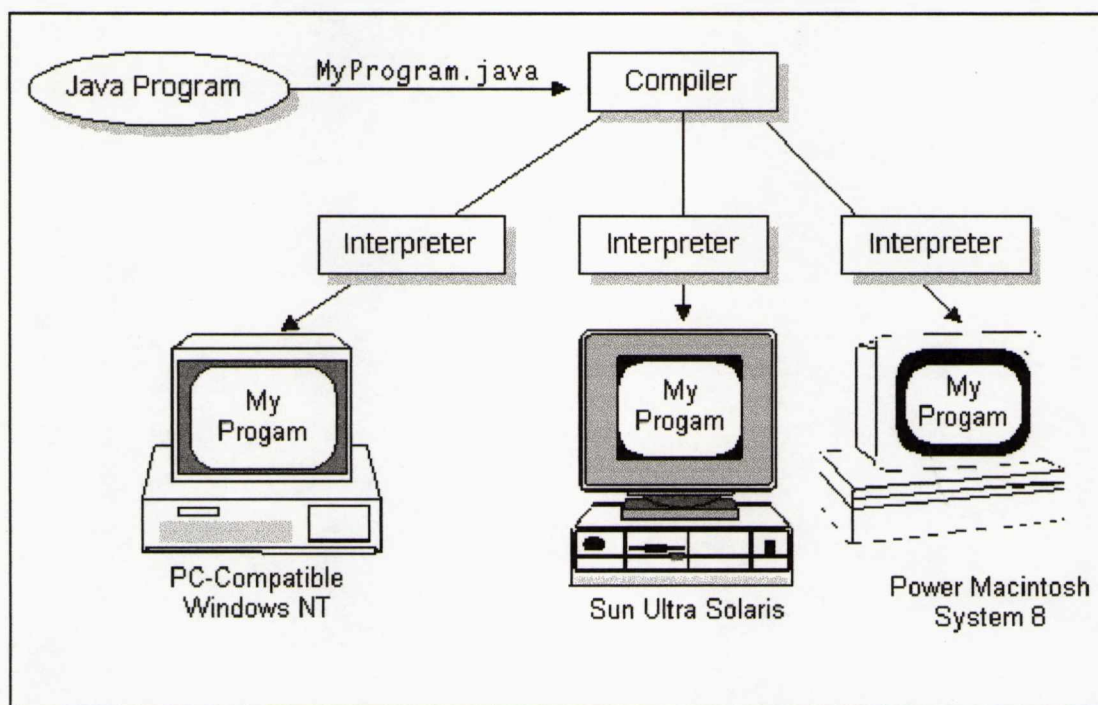 Java Program
MyProgram.java
Compiler
Interpreter
Interpreter
Interpreter
My
Progam
My
Progam
My
Progam
PC-Compatible
Windows NT
Sun Ultra Solaris
Power Macintosh
System 8